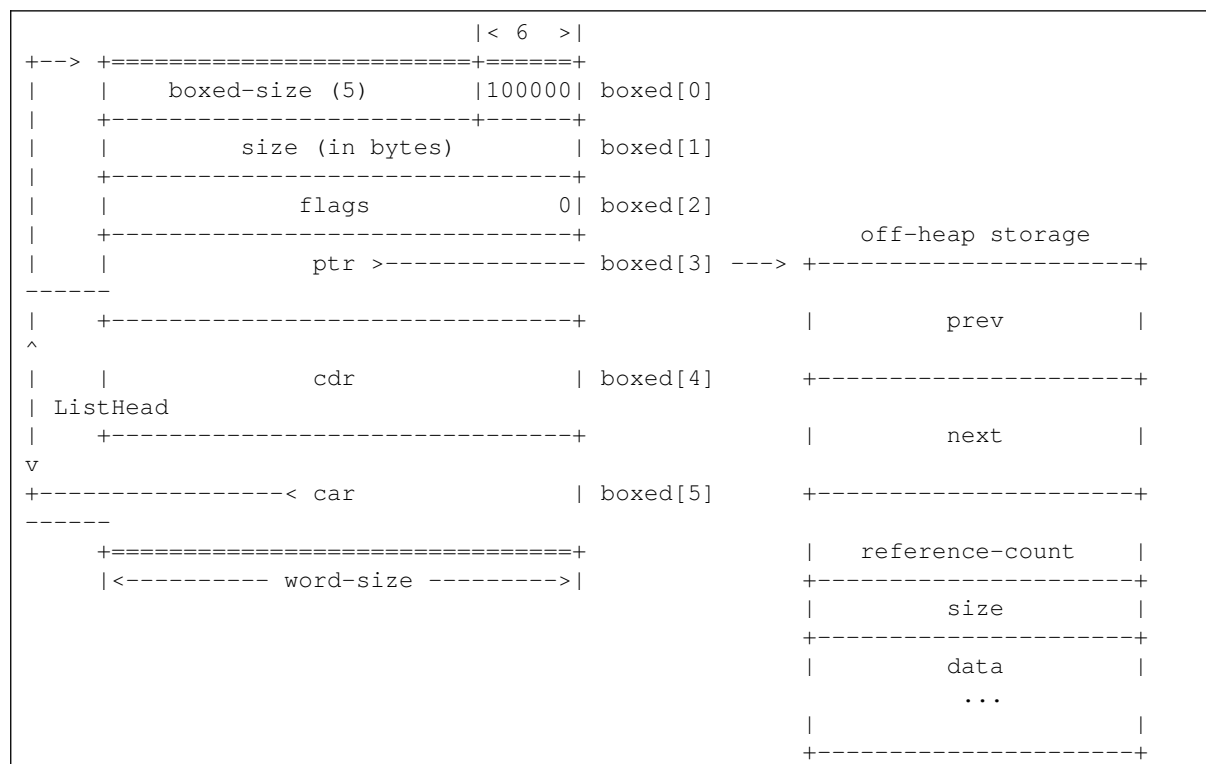 |< 6  >|
+--> +=========================+======+
|    |    boxed-size (5)       |100000| boxed[0]
|    +-------------------------+------+
|    |         size (in bytes)        | boxed[1]
|    +--------------------------------+
|    |             flags             0| boxed[2]
|    +--------------------------------+                   off-heap storage
|    |              ptr >-------------- boxed[3] ---> +----------------------+
------
|    +--------------------------------+               |         prev         |
^
|    |              cdr               | boxed[4]      +----------------------+
| ListHead
|    +--------------------------------+               |         next         |
v
+-----------------< car               | boxed[5]      +----------------------+
------
     +================================+               |   reference-count    |
     |<---------- word-size --------->|               +----------------------+
                                                      |         size         |
                                                      +----------------------+
                                                      |         data         |
                                                                 ...
                                                      |                      |
                                                      +----------------------+